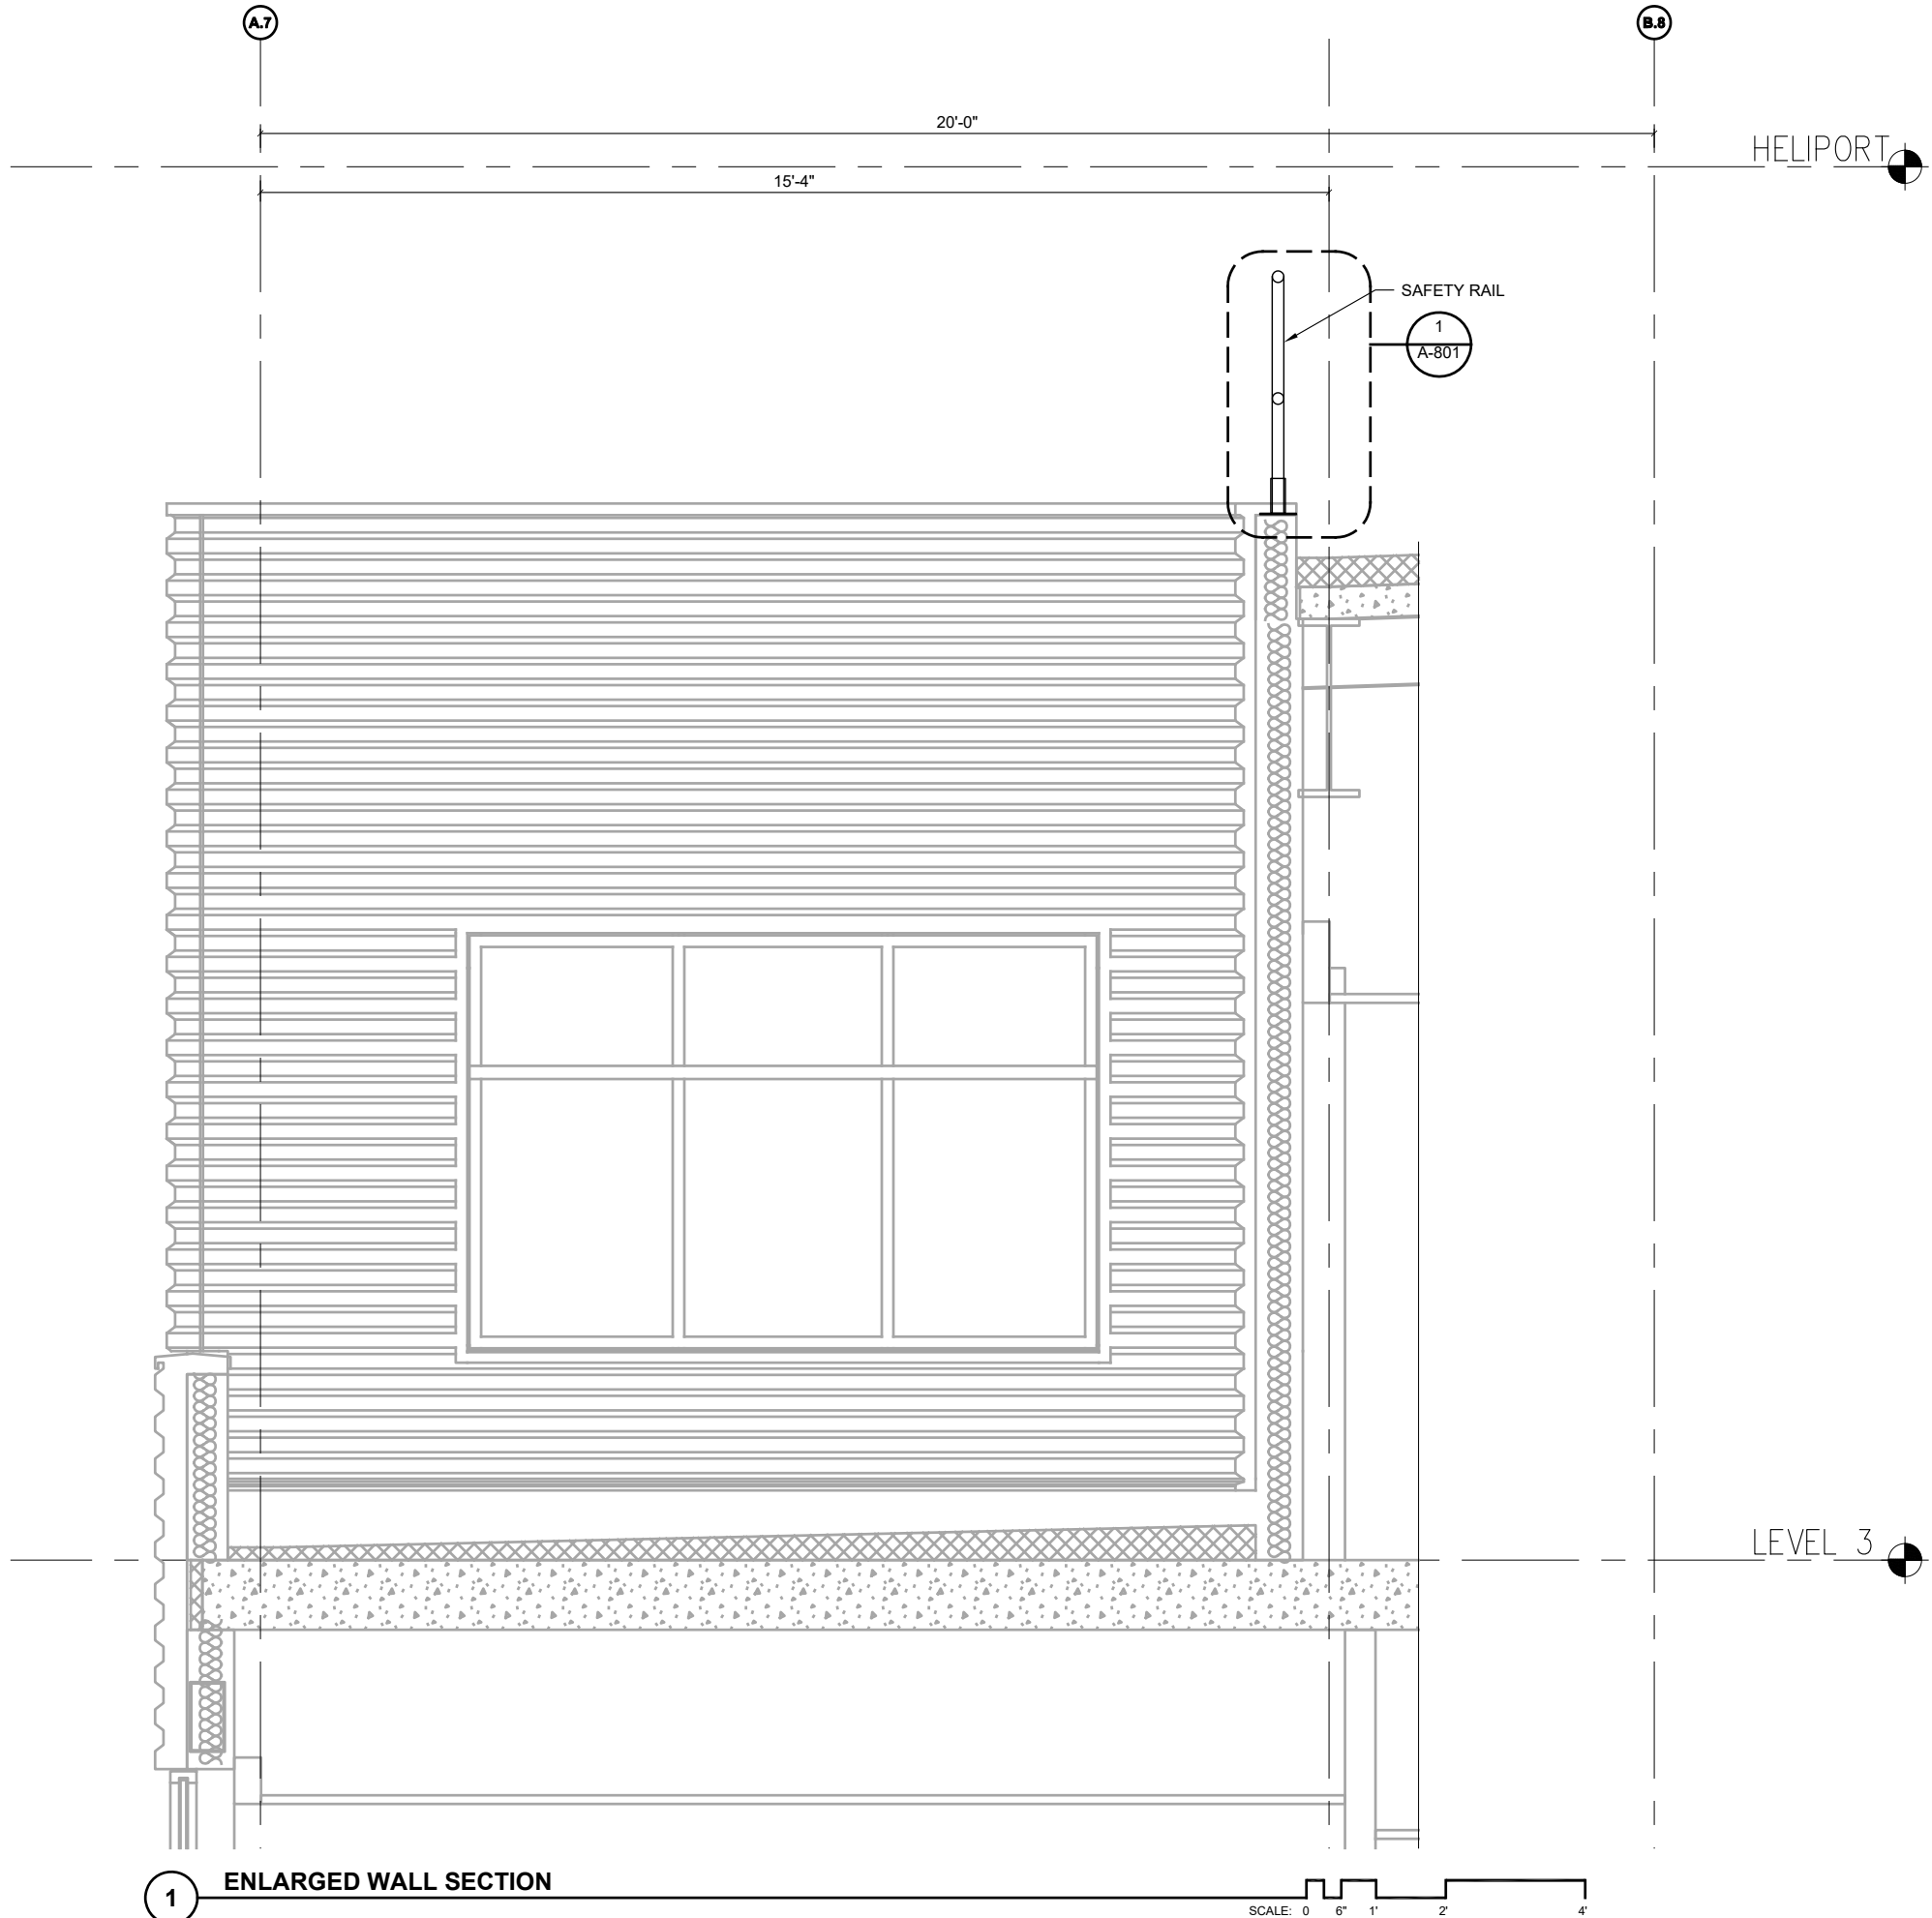 A.7
B.8
20'-0"
HELIPORT
15'-4"
SAFETY RAIL
1
A-801
LEVEL 3
1 ENLARGED WALL SECTION
SCALE: 0 6" 1' 2' 4'